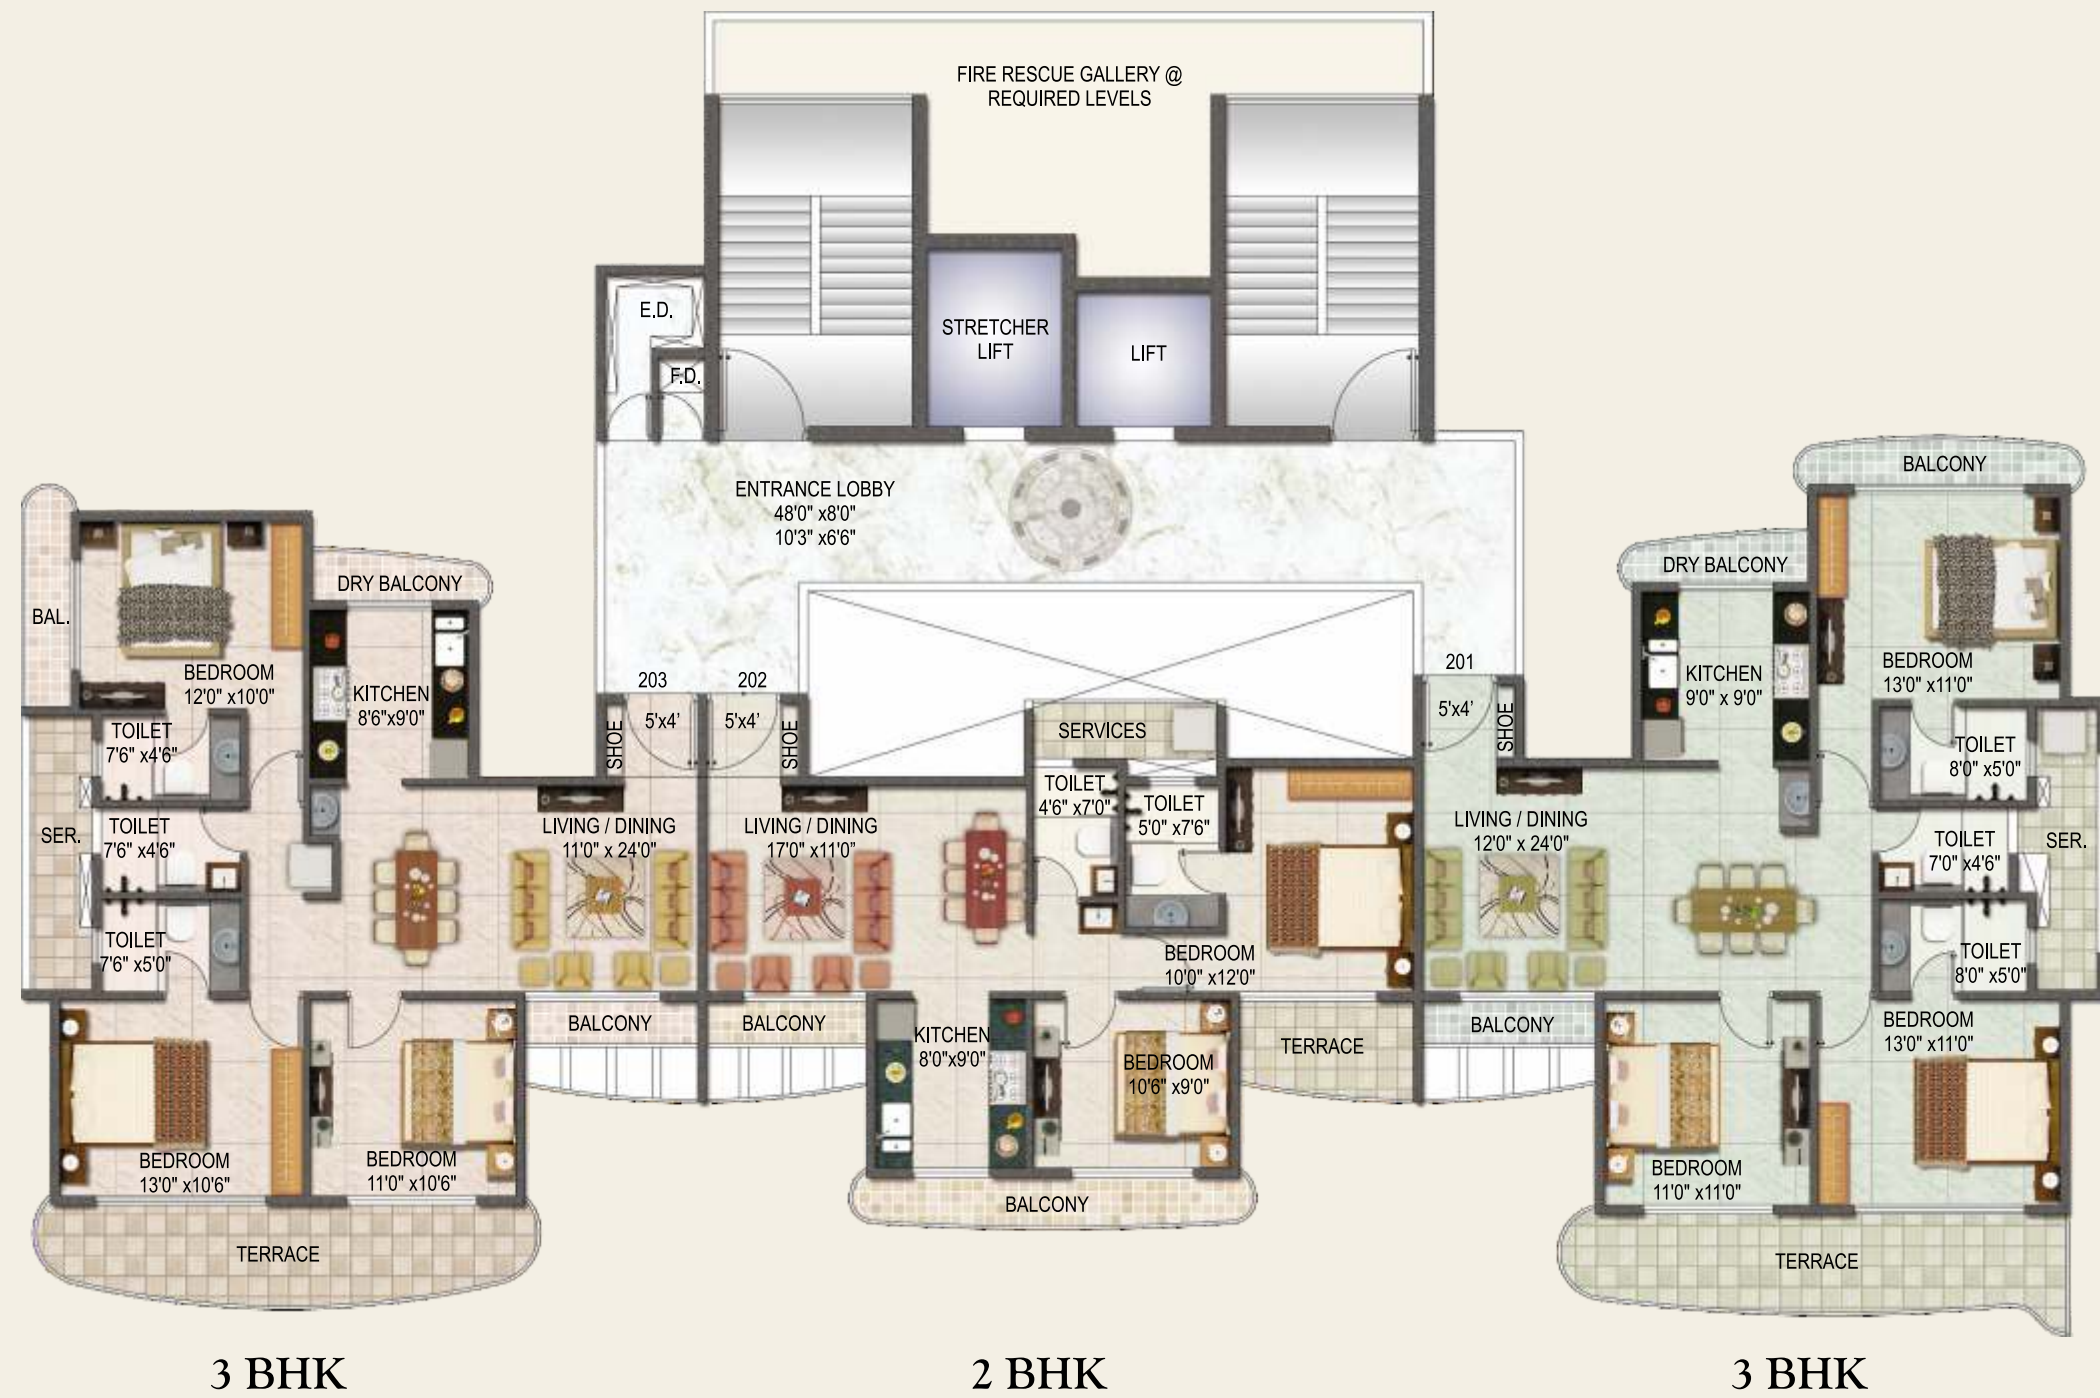 FIRE RESCUE GALLERY @
REQUIRED LEVELS
E.D.
F.D.
STRETCHER
LIFT
LIFT
ENTRANCE LOBBY
48'0" x8'0"
10'3" x6'6"
BAL.
BEDROOM
12'0" x10'0"
DRY BALCONY
KITCHEN
8'6"x9'0"
TOILET
7'6" x4'6"
SER.
TOILET
7'6" x4'6"
TOILET
7'6" x5'0"
LIVING / DINING
11'0" x 24'0"
203
5'x4'
SHOE
BALCONY
BEDROOM
13'0" x10'6"
BEDROOM
11'0" x10'6"
TERRACE
202
5'x4'
SHOE
LIVING / DINING
17'0" x11'0"
SERVICES
TOILET
4'6" x7'0"
TOILET
5'0" x7'6"
BEDROOM
10'0" x12'0"
BALCONY
KITCHEN
8'0"x9'0"
BEDROOM
10'6" x9'0"
TERRACE
BALCONY
201
5'x4'
SHOE
LIVING / DINING
12'0" x 24'0"
BALCONY
DRY BALCONY
KITCHEN
9'0" x 9'0"
BALCONY
BEDROOM
13'0" x11'0"
TOILET
8'0" x5'0"
TOILET
7'0" x4'6"
SER.
TOILET
8'0" x5'0"
BEDROOM
13'0" x11'0"
BEDROOM
11'0" x11'0"
TERRACE
3 BHK
2 BHK
3 BHK